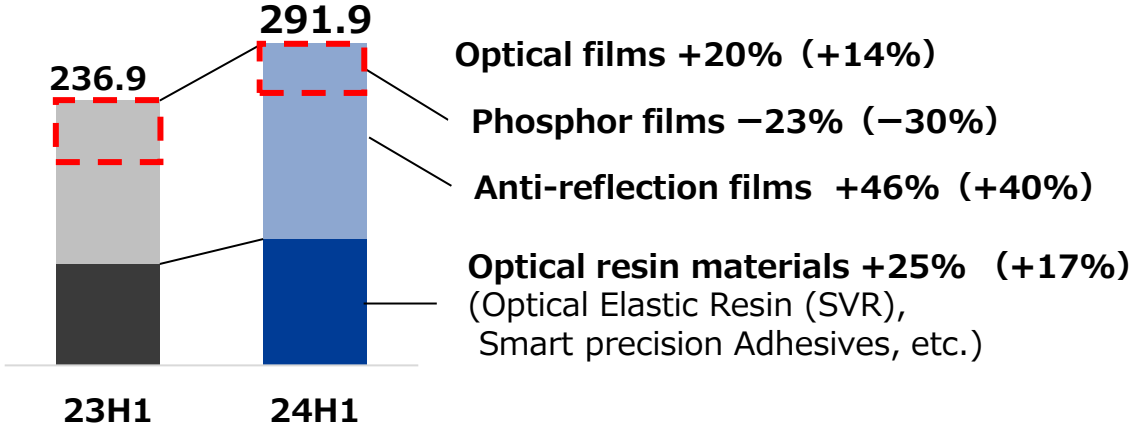 291.9
236.9
Optical films +20%（+14%）
Phosphor films −23%（−30%）
Anti-reflection films +46%（+40%）
Optical resin materials +25% （+17%）
(Optical Elastic Resin (SVR),
Smart precision Adhesives, etc.)
23H1
24H1